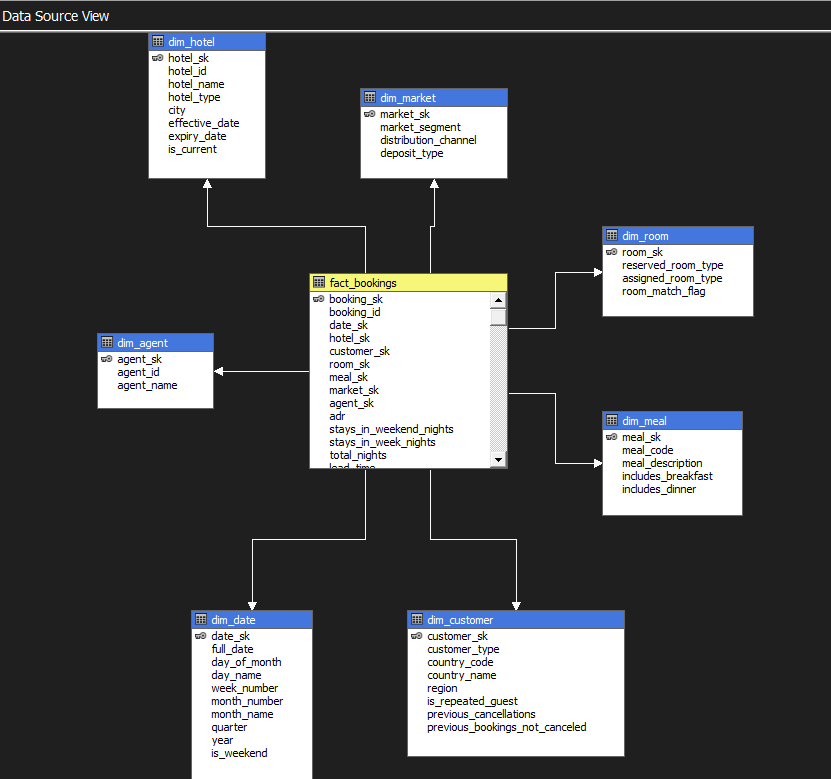 Data Source View
dim_hotel
hotel_sk
hotel_id
hotel_name
hotel_type
city
effective_date
expiry_date
is_current
dim_market
market_sk
market_segment
distribution_channel
deposit_type
dim_room
room_sk
reserved_room_type
assigned_room_type
room_match_flag
fact_bookings
booking_sk
booking_id
date_sk
hotel_sk
customer_sk
room_sk
meal_sk
market_sk
agent_sk
adr
stays_in_weekend_nights
stays_in_week_nights
total_nights
lead_time
dim_agent
agent_sk
agent_id
agent_name
dim_meal
meal_sk
meal_code
meal_description
includes_breakfast
includes_dinner
dim_date
date_sk
full_date
day_of_month
day_name
week_number
month_number
month_name
quarter
year
is_weekend
dim_customer
customer_sk
customer_type
country_code
country_name
region
is_repeated_guest
previous_cancellations
previous_bookings_not_canceled